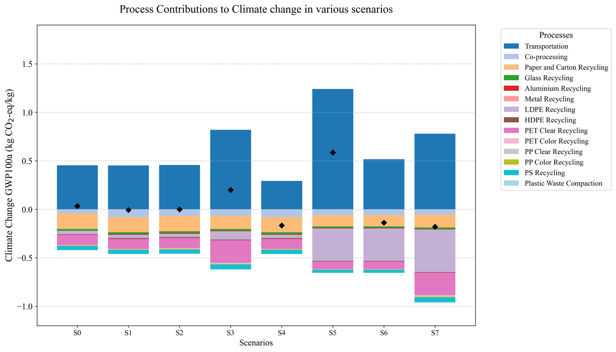 Process Contributions to Climate change in various scenarios
Climate Change GWP100a (kg CO₂-eq/kg)
1.5
1.0
0.5
0.0
−0.5
−1.0
S0 S1 S2 S3 S4 S5 S6 S7
Scenarios
Processes
Transportation
Co-processing
Paper and Carton Recycling
Glass Recycling
Aluminium Recycling
Metal Recycling
LDPE Recycling
HDPE Recycling
PET Clear Recycling
PET Color Recycling
PP Clear Recycling
PP Color Recycling
PS Recycling
Plastic Waste Compaction